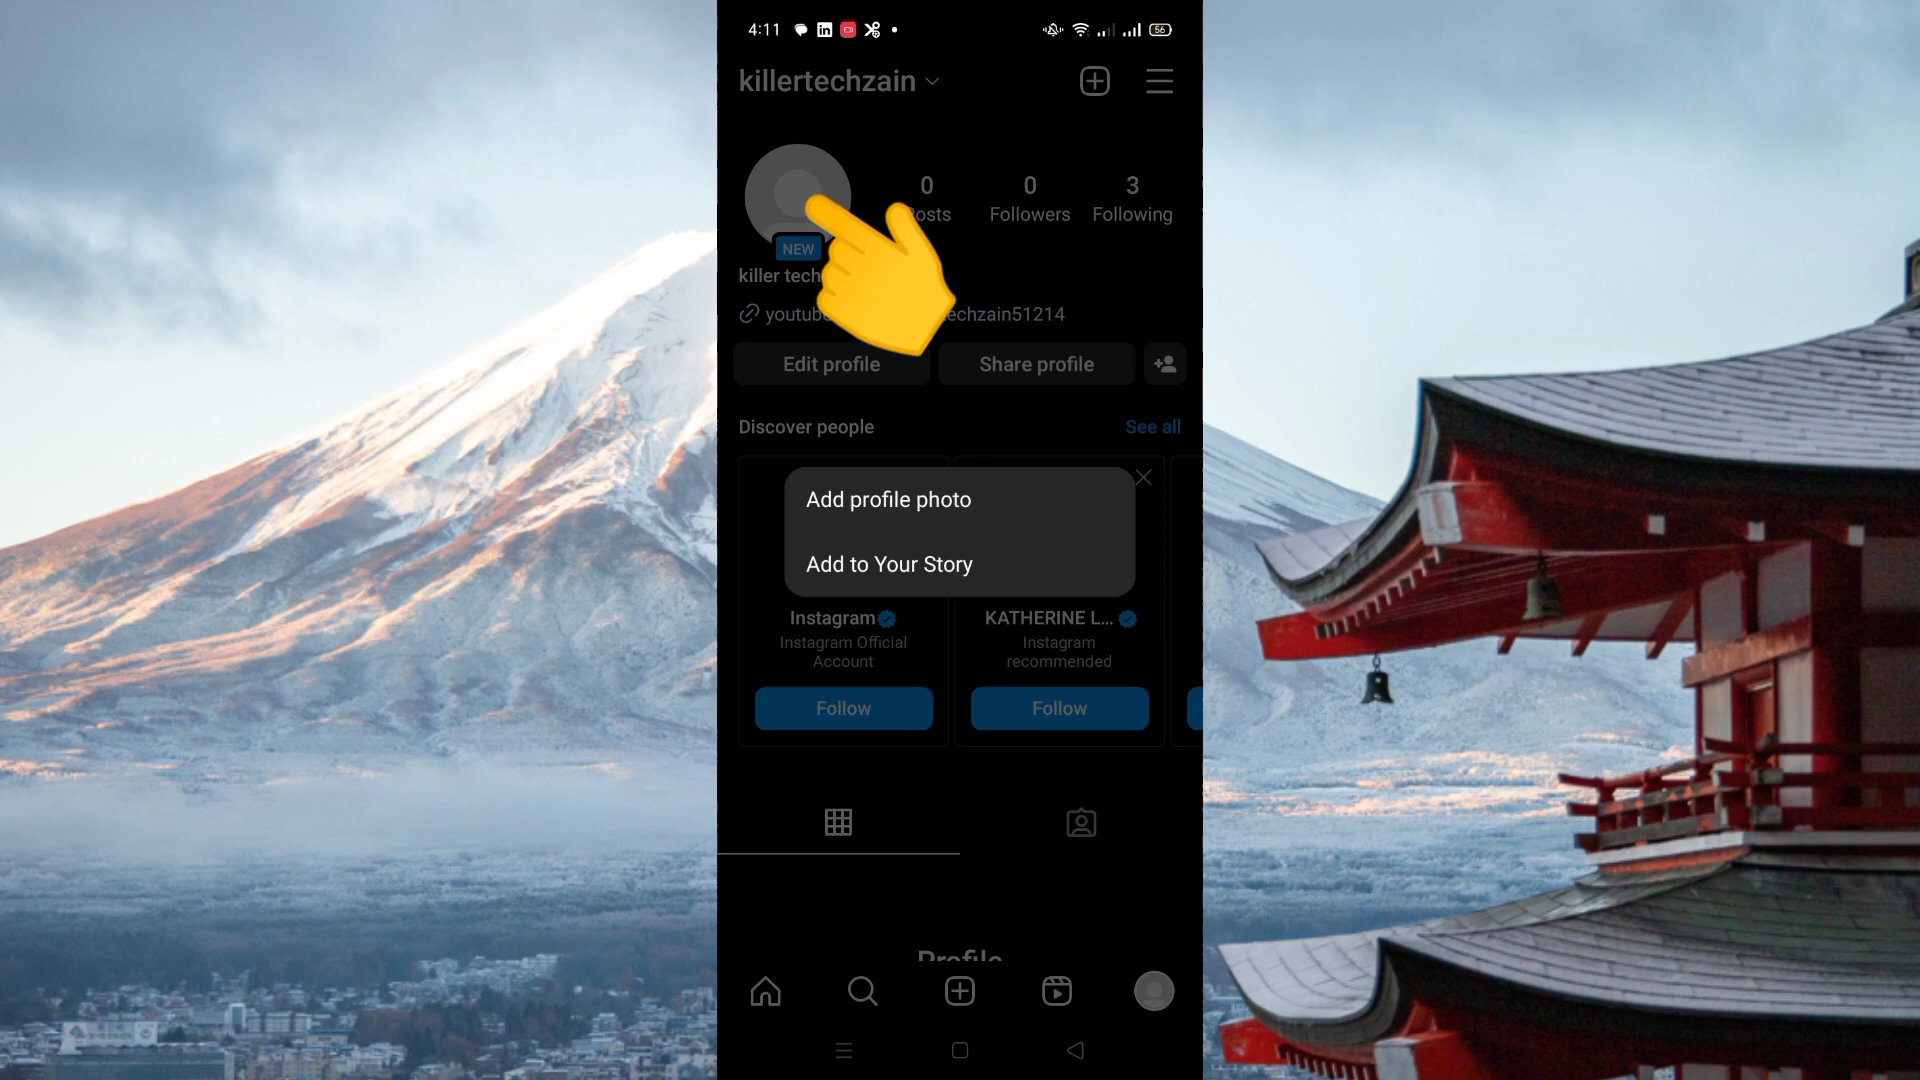 4:11
56
killertechzain
0 0 3
osts Followers Following
NEW
killer tech
youtub echzain51214
Edit profile Share profile
Discover people See all
Add profile photo
Add to Your Story
Instagram KATHERINE L...
Instagram Official Instagram
Account recommended
Follow Follow
Profile